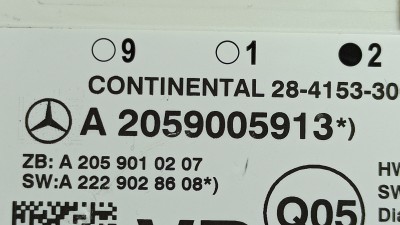 9 1 2
CONTINENTAL 28-4153-30
A 2059005913*)
ZB: A 205 901 02 07
SW:A 222 902 86 08*)
HW
SW
Dia
Q05